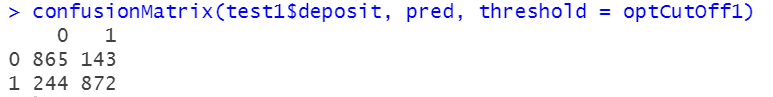 > confusionMatrix(test1$deposit, pred, threshold = optCutOff1)
0 1
0 865 143
1 244 872